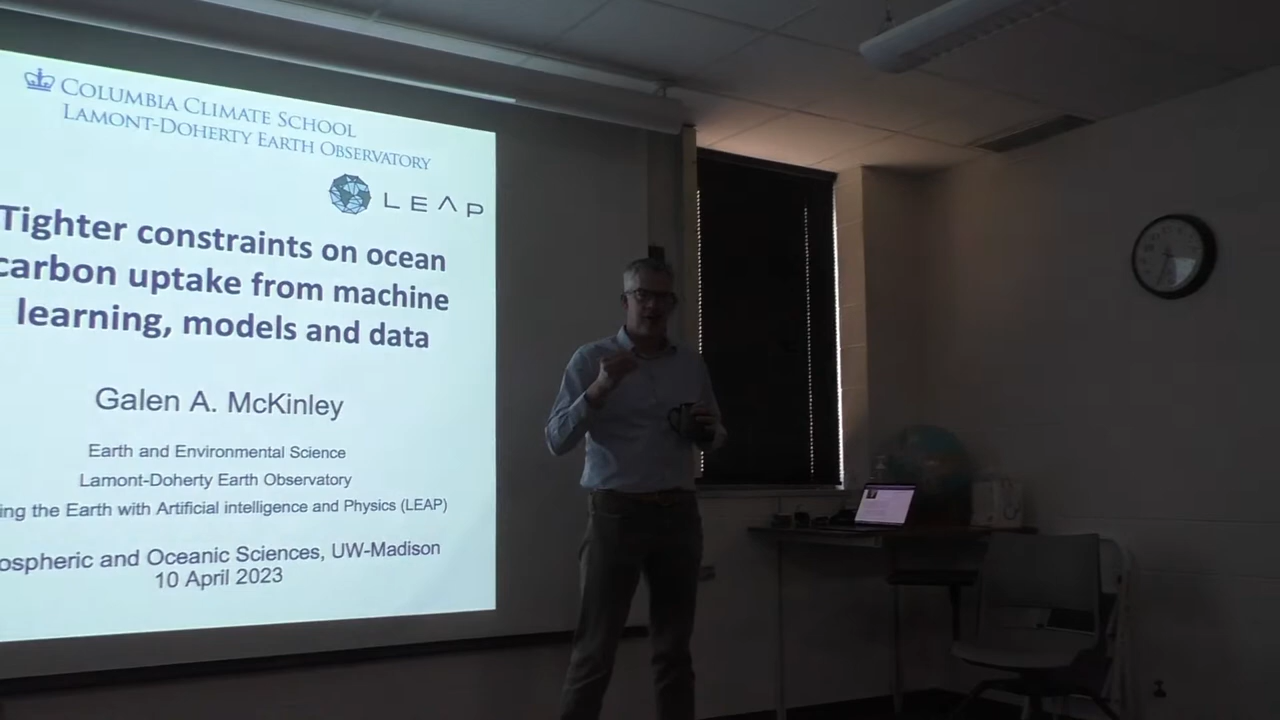 COLUMBIA CLIMATE SCHOOL
LAMONT-DOHERTY EARTH OBSERVATORY
LEAP
Tighter constraints on ocean
carbon uptake from machine
learning, models and data
Galen A. McKinley
Earth and Environmental Science
Lamont-Doherty Earth Observatory
ing the Earth with Artificial intelligence and Physics (LEAP)
ospheric and Oceanic Sciences, UW-Madison
10 April 2023